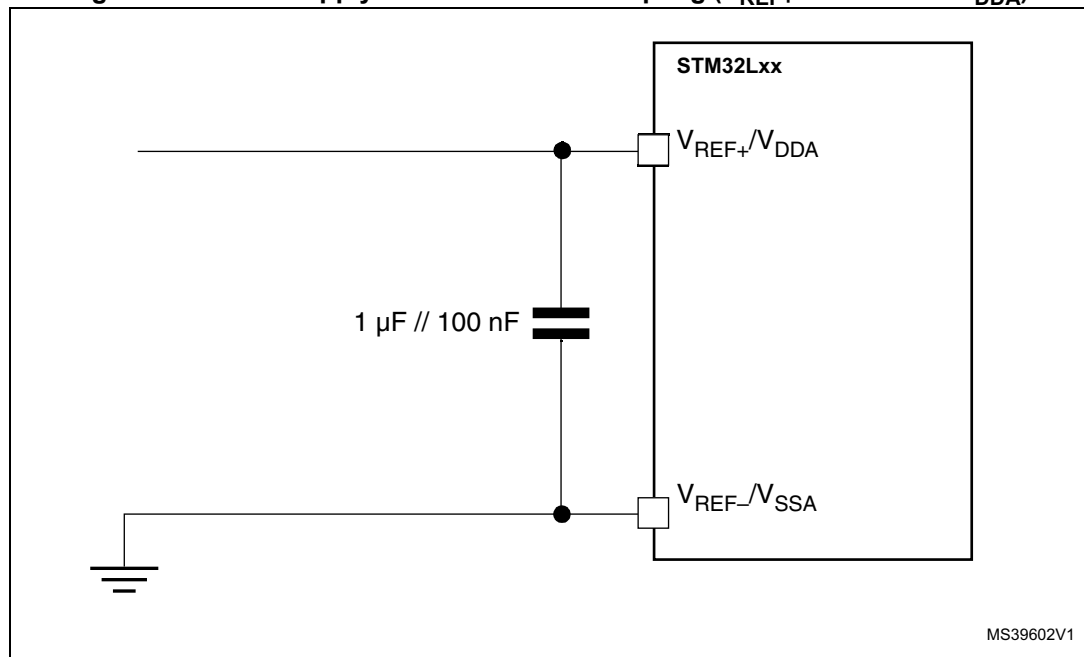 STM32Lxx
VREF+/VDDA
1 µF // 100 nF
VREF–/VSSA
MS39602V1